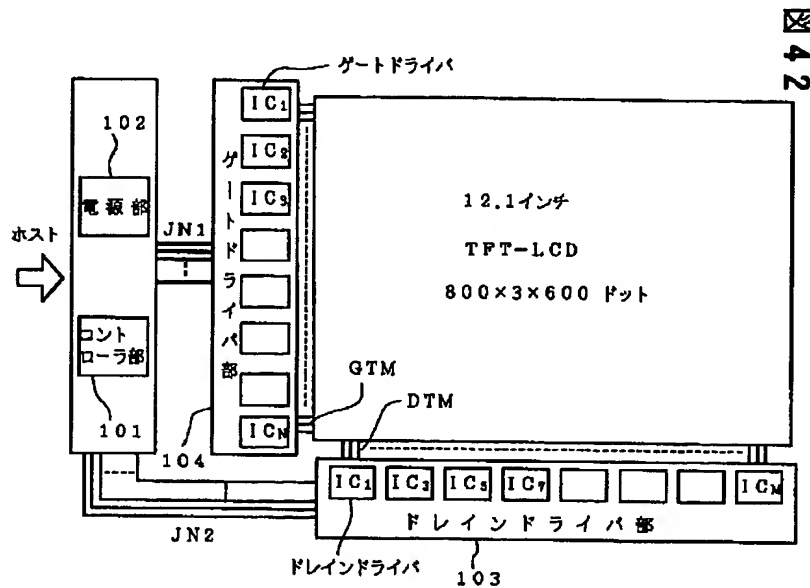 図42
ゲートドライバ
102
電源部
JN1
ホスト
コント
ローラ部
101
104
IC₁
IC₂
IC₃
ICN
ゲートドライバ部
12.1インチ
TFT-LCD
800×3×600 ドット
GTM
DTM
IC₁
IC₃
IC₅
IC₇
ICM
ドレインドライバ部
JN2
ドレインドライバ
103